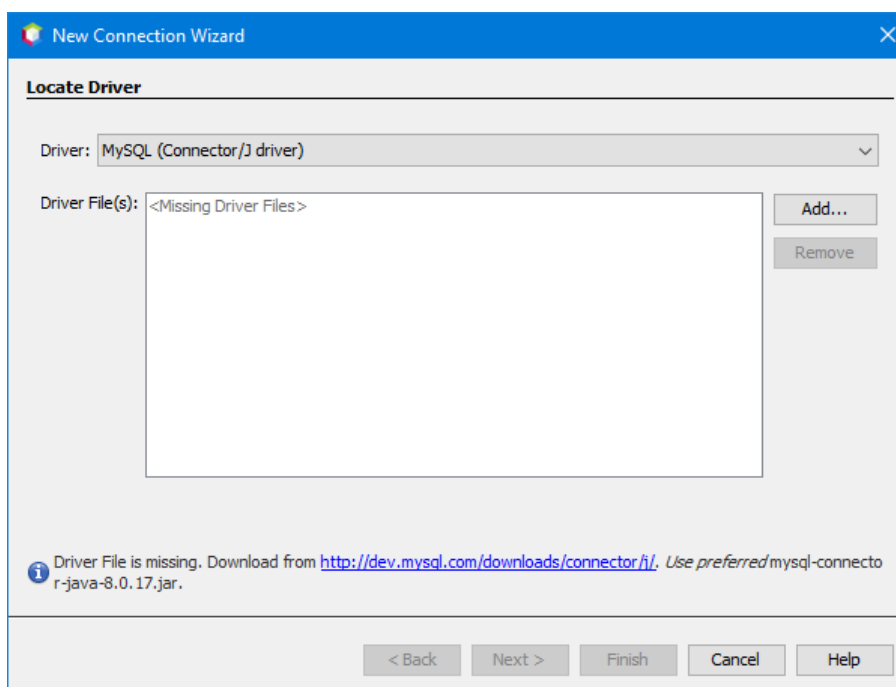 New Connection Wizard
Locate Driver
Driver: MySQL (Connector/J driver)
Driver File(s): <Missing Driver Files>
Add...
Remove
Driver File is missing. Download from http://dev.mysql.com/downloads/connector/j/. Use preferred mysql-connecto
r-java-8.0.17.jar.
< Back Next > Finish Cancel Help